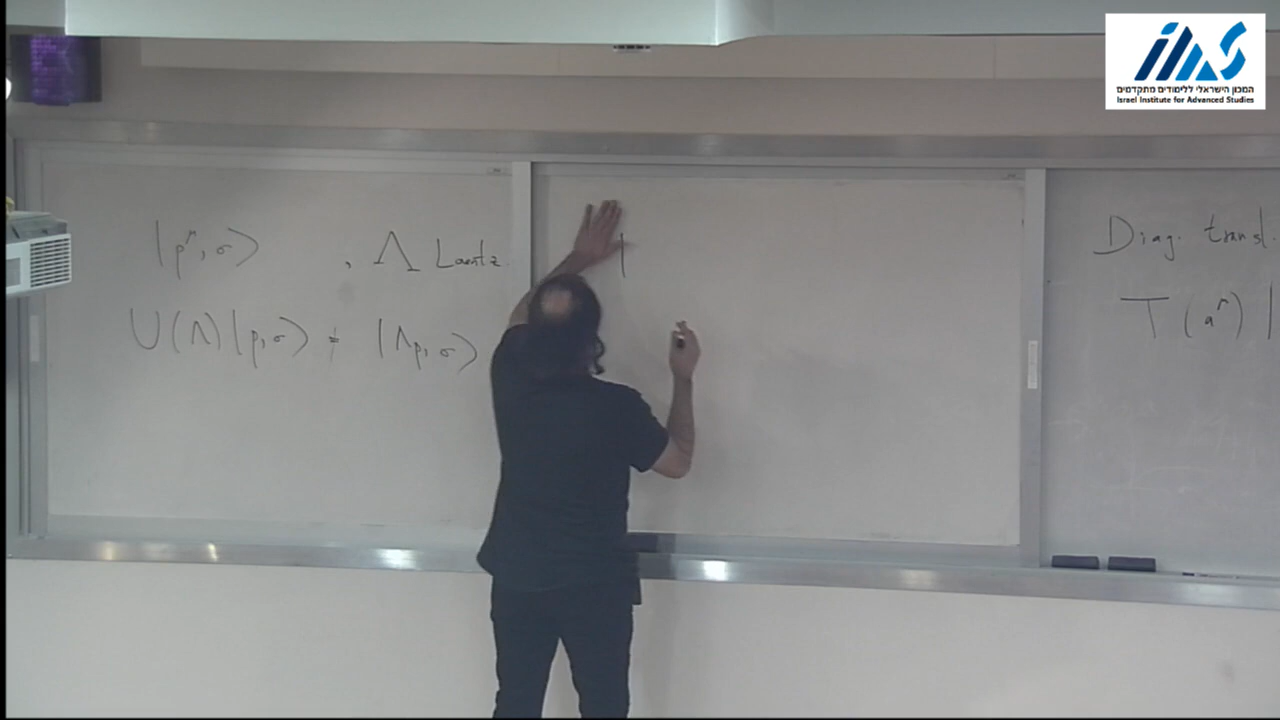 |p^μ, σ⟩ , Λ Lorentz
U(Λ)|p, σ⟩ ≠ |Λp, σ⟩
|
Diag. transl.
T(a^μ) |
המכון הישראלי ללימודים מתקדמים
Israel Institute for Advanced Studies